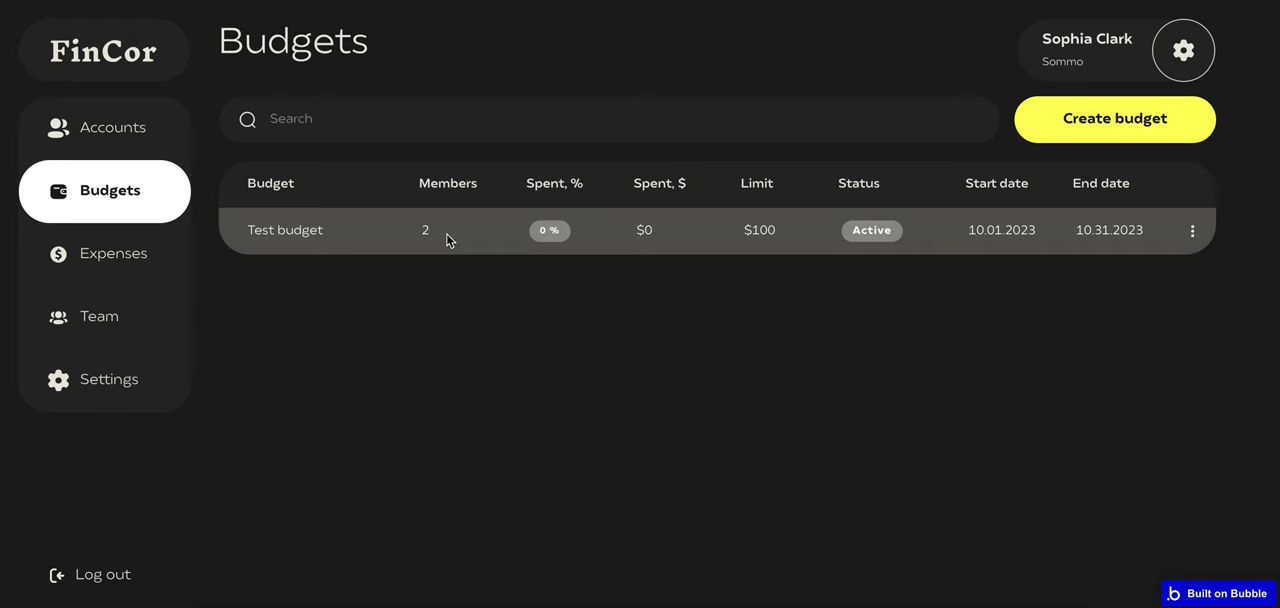 FinCor
Budgets
Sophia Clark
Sommo
Search
Create budget
Accounts
Budgets
Expenses
Team
Settings
Log out
Budget Members Spent, % Spent, $ Limit Status Start date End date
Test budget 2 0 % $0 $100 Active 10.01.2023 10.31.2023
.b Built on Bubble